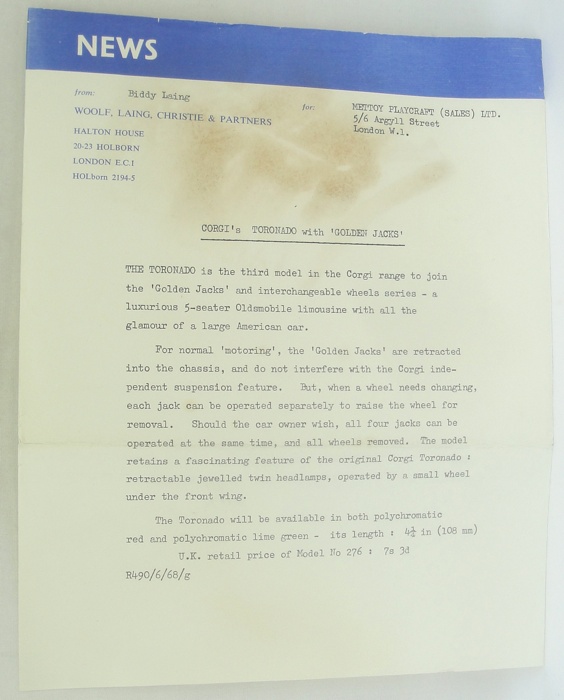 NEWS
from: Biddy Laing
WOOLF, LAING, CHRISTIE & PARTNERS
HALTON HOUSE
20-23 HOLBORN
LONDON E.C.1
HOLborn 2194-5
for: METTOY PLAYCRAFT (SALES) LTD.
5/6 Argyll Street
London W.1.
CORGI's TORONADO with 'GOLDEN JACKS'
THE TORONADO is the third model in the Corgi range to join
the 'Golden Jacks' and interchangeable wheels series - a
luxurious 5-seater Oldsmobile limousine with all the
glamour of a large American car.
For normal 'motoring', the 'Golden Jacks' are retracted
into the chassis, and do not interfere with the Corgi inde-
pendent suspension feature. But, when a wheel needs changing,
each jack can be operated separately to raise the wheel for
removal. Should the car owner wish, all four jacks can be
operated at the same time, and all wheels removed. The model
retains a fascinating feature of the original Corgi Toronado :
retractable jewelled twin headlamps, operated by a small wheel
under the front wing.
The Toronado will be available in both polychromatic
red and polychromatic lime green - its length : 4¼ in (108 mm)
U.K. retail price of Model No 276 : 7s 3d
R490/6/68/g